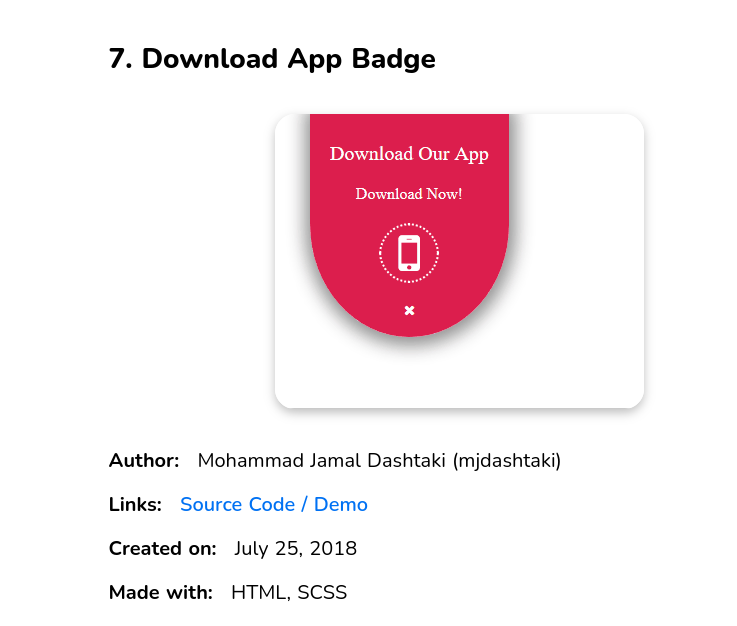 7. Download App Badge
Download Our App
Download Now!
Author: Mohammad Jamal Dashtaki (mjdashtaki)
Links: Source Code / Demo
Created on: July 25, 2018
Made with: HTML, SCSS